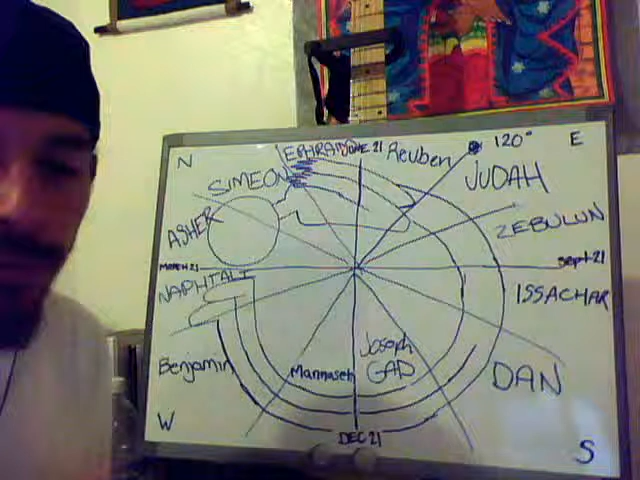 N
EPHRAIM
JUNE 21
Reuben
120°
E
SIMEON
JUDAH
ASHER
ZEBULUN
MARCH 21
Sept 21
NAPHTALI
ISSACHAR
Joseph
Benjamin
Mannaseh
GAD
DAN
W
DEC 21
S